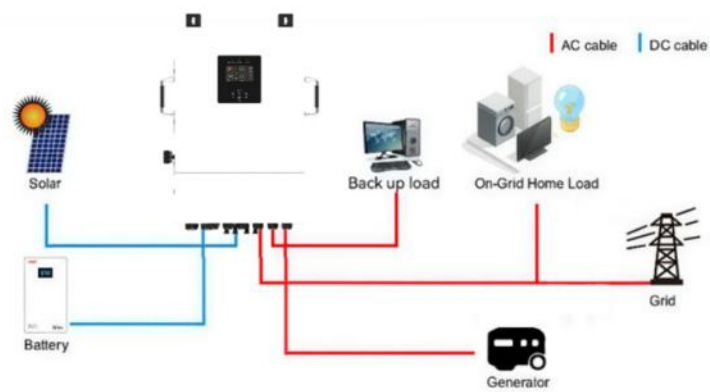 AC cable DC cable
Solar
Back up load
On-Grid Home Load
Grid
Battery
Generator